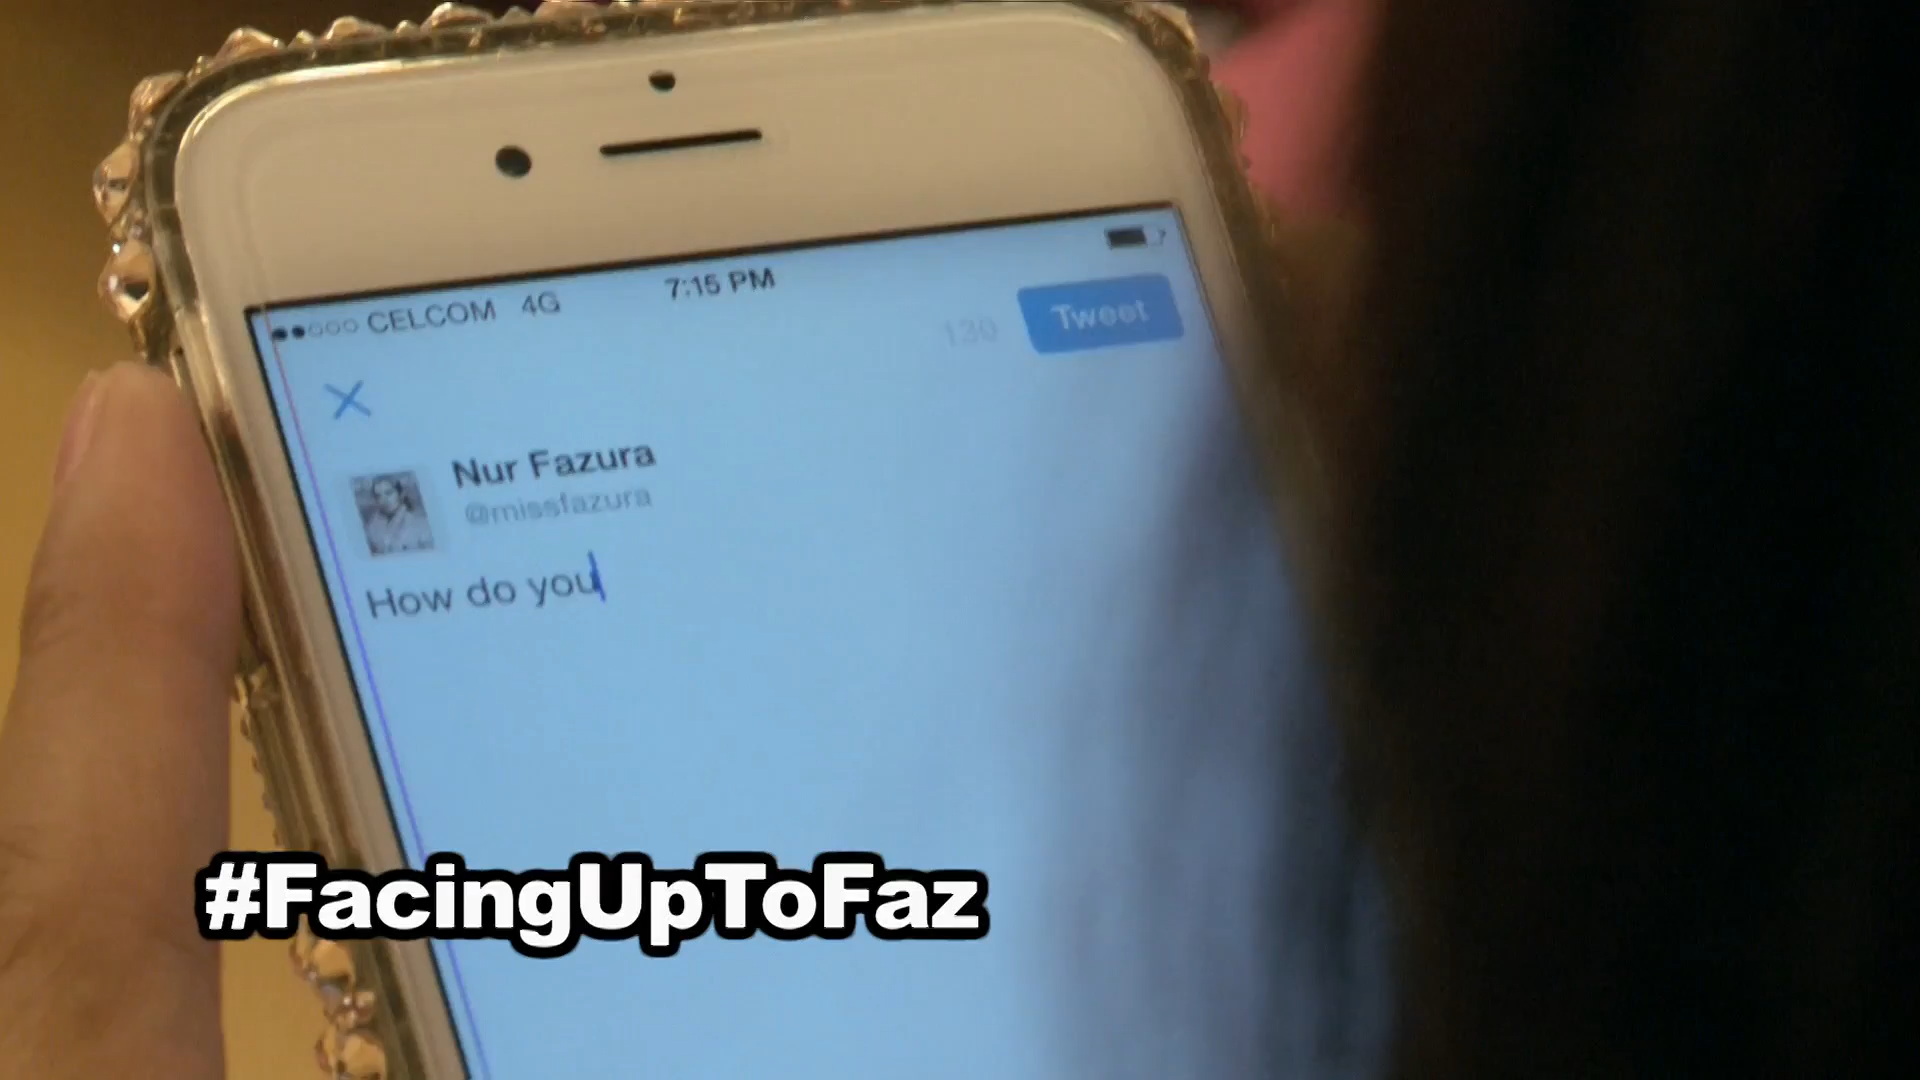 CELCOM 4G 7:15 PM
130 Tweet
Nur Fazura
@missfazura
How do you
#FacingUpToFaz